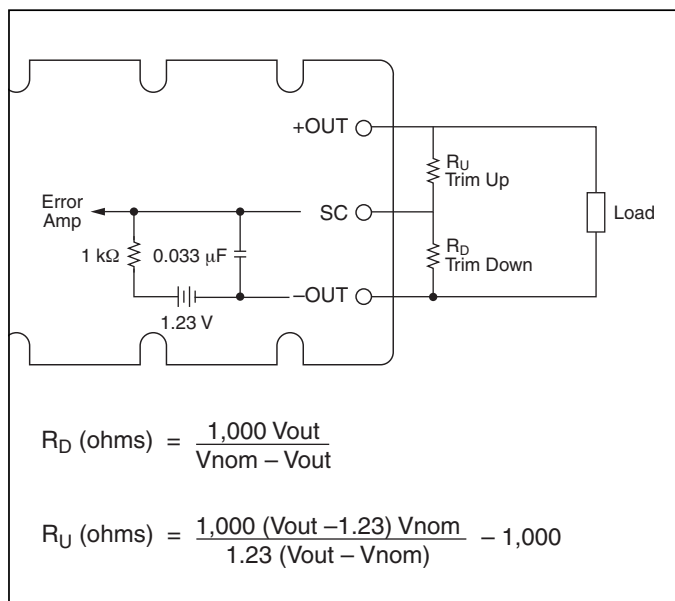 +OUT
R_U
Trim Up
Error
Amp
SC
Load
1 kΩ
0.033 μF
R_D
Trim Down
–OUT
1.23 V
R_D (ohms) = 1,000 Vout / Vnom – Vout
R_U (ohms) = 1,000 (Vout –1.23) Vnom / 1.23 (Vout – Vnom) – 1,000